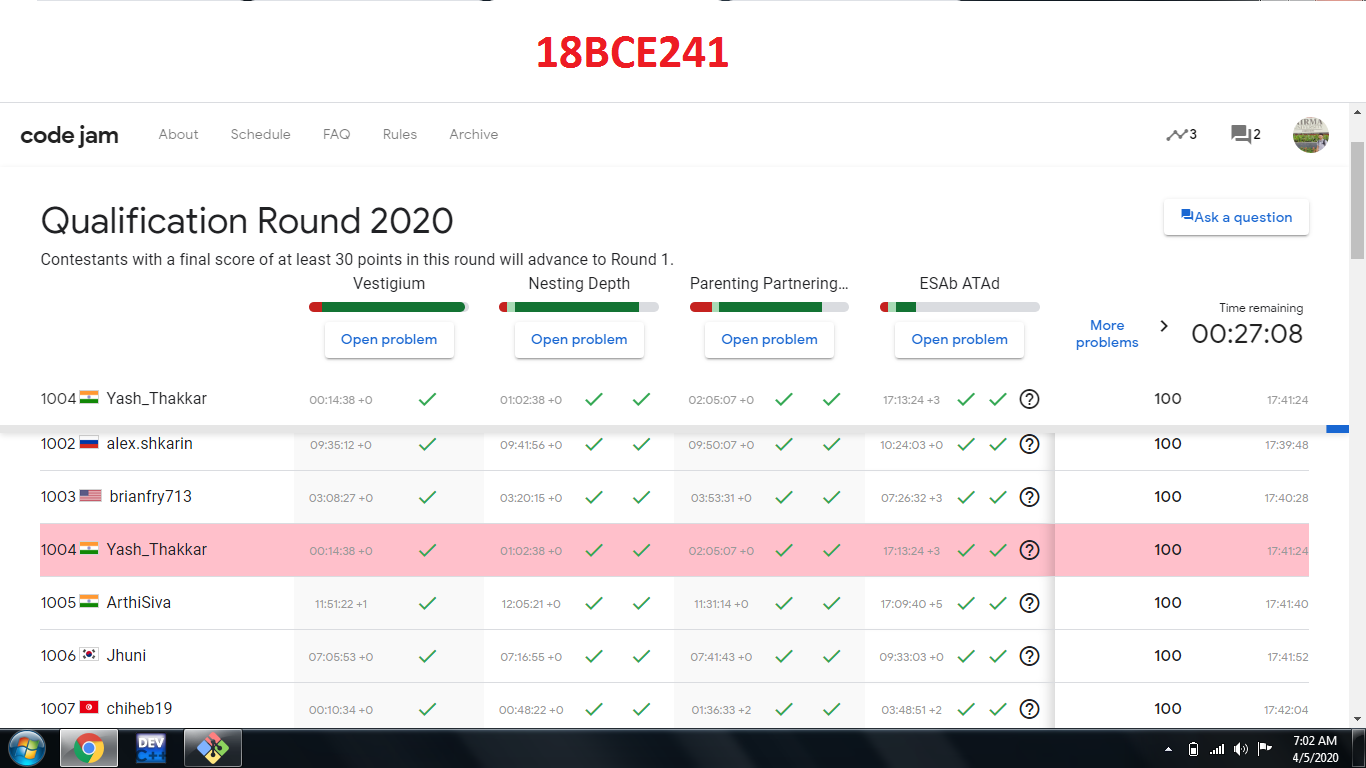 18BCE241
code jam About Schedule FAQ Rules Archive 3 2
Qualification Round 2020
Ask a question
Contestants with a final score of at least 30 points in this round will advance to Round 1.
Vestigium Nesting Depth Parenting Partnering... ESAb ATAd
Time remaining
Open problem Open problem Open problem Open problem More problems 00:27:08
1004 Yash_Thakkar 00:14:38 +0 01:02:38 +0 02:05:07 +0 17:13:24 +3 100 17:41:24
1002 alex.shkarin 09:35:12 +0 09:41:56 +0 09:50:07 +0 10:24:03 +0 100 17:39:48
1003 brianfry713 03:08:27 +0 03:20:15 +0 03:53:31 +0 07:26:32 +3 100 17:40:28
1004 Yash_Thakkar 00:14:38 +0 01:02:38 +0 02:05:07 +0 17:13:24 +3 100 17:41:24
1005 ArthiSiva 11:51:22 +1 12:05:21 +0 11:31:14 +0 17:09:40 +5 100 17:41:40
1006 Jhuni 07:05:53 +0 07:16:55 +0 07:41:43 +0 09:33:03 +0 100 17:41:52
1007 chiheb19 00:10:34 +0 00:48:22 +0 01:36:33 +2 03:48:51 +2 100 17:42:04
DEV C++
7:02 AM
4/5/2020